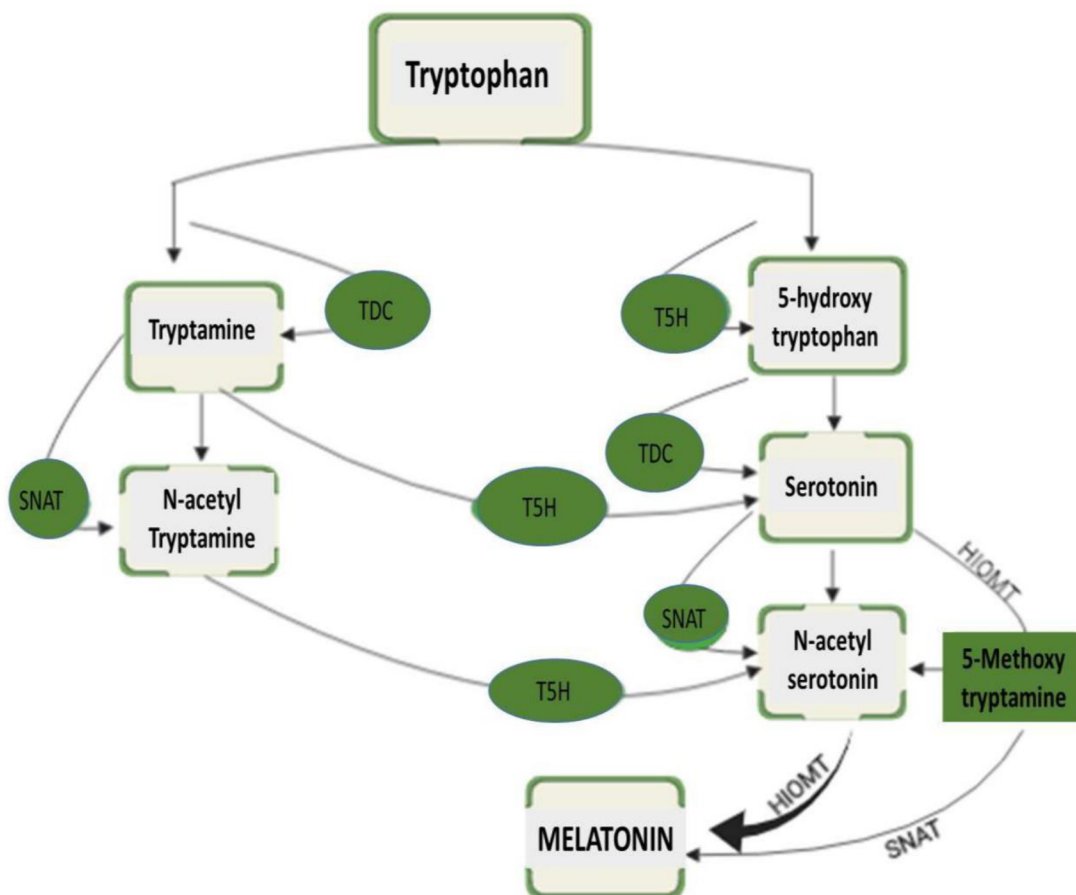 Tryptophan
TDC
T5H
5-hydroxy
tryptophan
Tryptamine
TDC
Serotonin
SNAT
N-acetyl
Tryptamine
T5H
HIOMT
SNAT
N-acetyl
serotonin
5-Methoxy
tryptamine
T5H
HIOMT
MELATONIN
SNAT